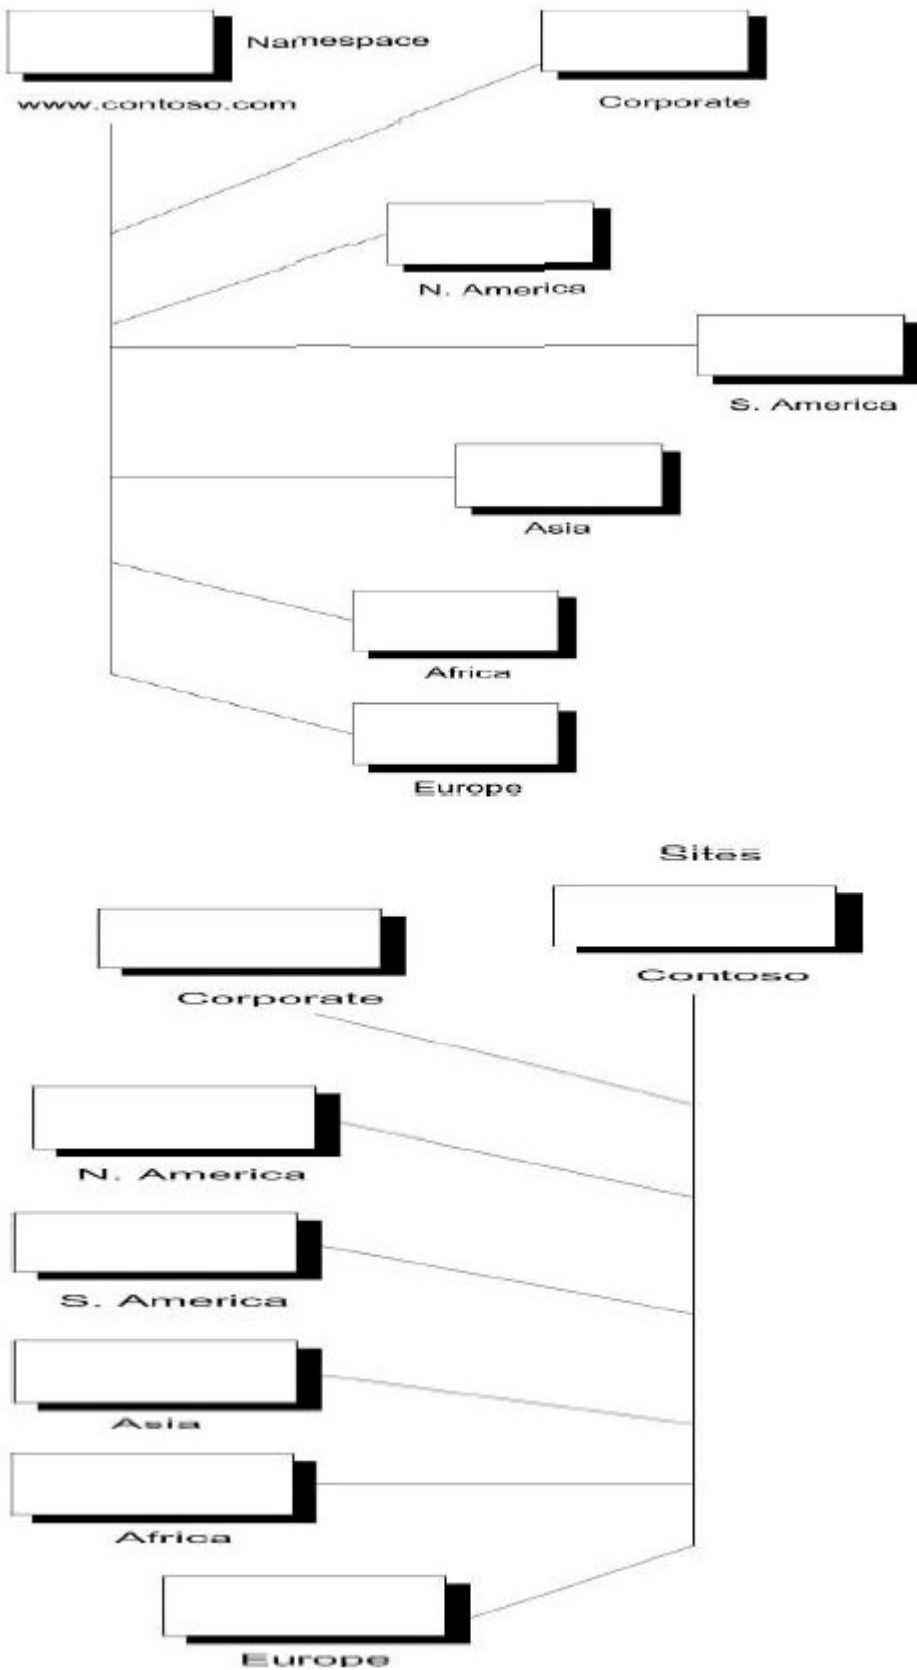 Namespace
www.contoso.com
Corporate
N. America
S. America
Asia
Africa
Europe
Sites
Contoso
Corporate
N. America
S. America
Asia
Africa
Europe